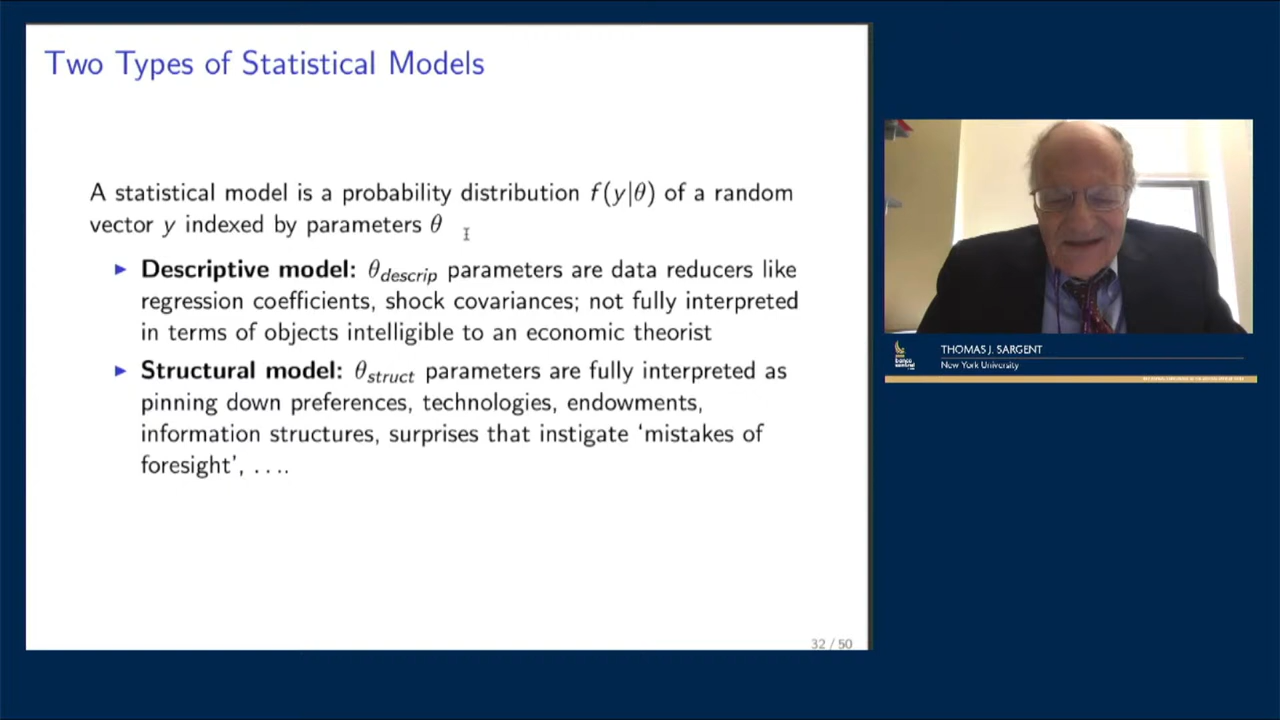 Two Types of Statistical Models
A statistical model is a probability distribution f(y|θ) of a random
vector y indexed by parameters θ
▶ Descriptive model: θ_descrip parameters are data reducers like
regression coefficients, shock covariances; not fully interpreted
in terms of objects intelligible to an economic theorist
▶ Structural model: θ_struct parameters are fully interpreted as
pinning down preferences, technologies, endowments,
information structures, surprises that instigate ‘mistakes of
foresight’, ....
32 / 50
banco
central
THOMAS J. SARGENT
New York University